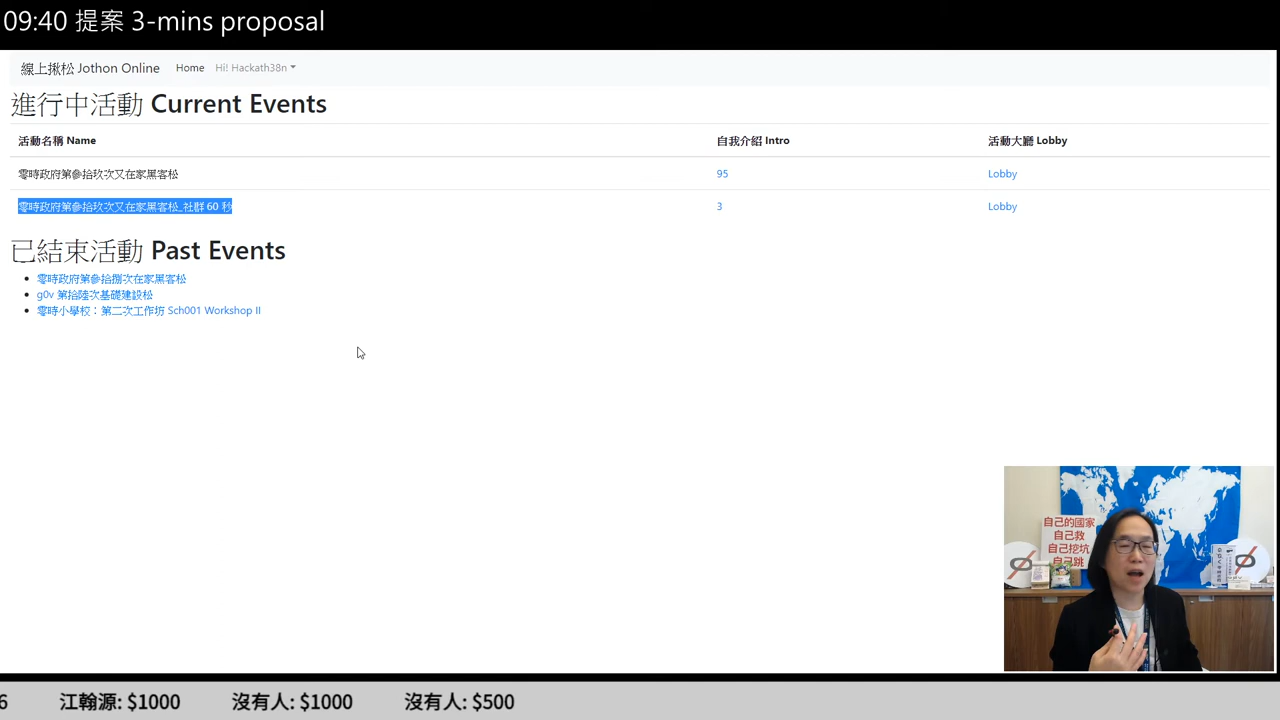 09:40 提案 3-mins proposal
線上揪松 Jothon Online Home Hi! Hackath38n
進行中活動 Current Events
活動名稱 Name 自我介紹 Intro 活動大廳 Lobby
零時政府第參拾玖次又在家黑客松 95 Lobby
零時政府第參拾玖次又在家黑客松_社群 60 秒 3 Lobby
已結束活動 Past Events
零時政府第參拾捌次在家黑客松
g0v 第拾陸次基礎建設松
零時小學校：第二次工作坊 Sch001 Workshop II
自己的國家
自己救
自己挖坑
自己跳
6 江翰源: $1000 沒有人: $1000 沒有人: $500